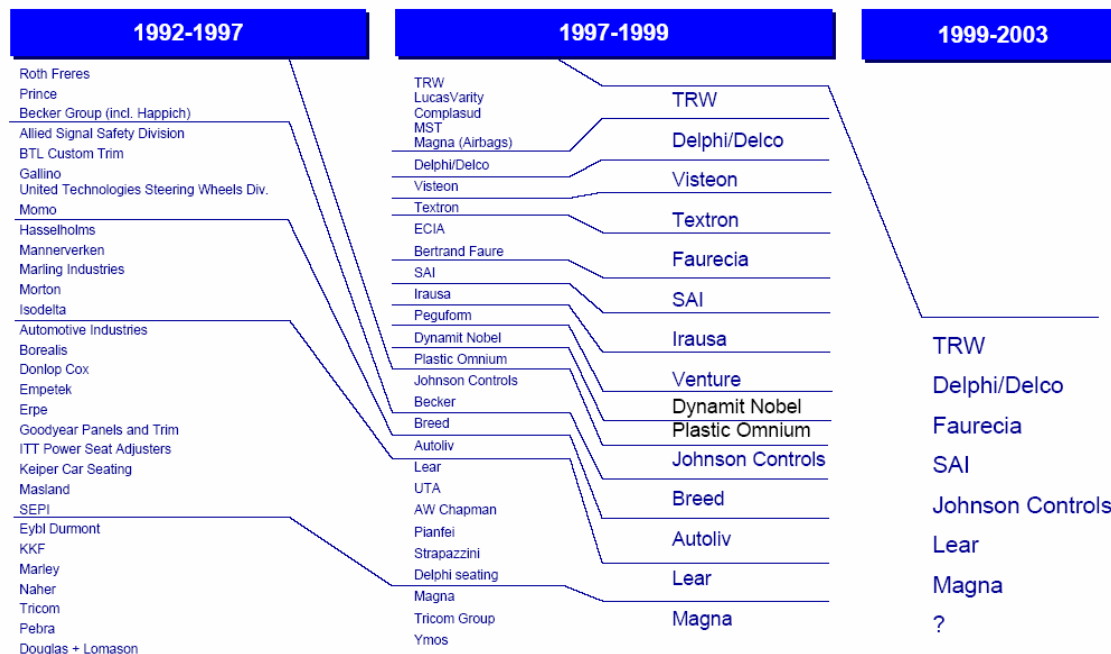 1992-1997
Roth Freres
Prince
Becker Group (incl. Happich)
Allied Signal Safety Division
BTL Custom Trim
Gallino
United Technologies Steering Wheels Div.
Momo
Hasselholms
Mannerverken
Marling Industries
Morton
Isodelta
Automotive Industries
Borealis
Donlop Cox
Empetek
Erpe
Goodyear Panels and Trim
ITT Power Seat Adjusters
Keiper Car Seating
Masland
SEPI
Eybl Durmont
KKF
Marley
Naher
Tricom
Pebra
Douglas + Lomason
1997-1999
TRW
LucasVarity
Complasud
MST
Magna (Airbags)
Delphi/Delco
Visteon
Textron
ECIA
Bertrand Faure
SAI
Irausa
Peguform
Dynamit Nobel
Plastic Omnium
Johnson Controls
Becker
Breed
Autoliv
Lear
UTA
AW Chapman
Pianfei
Strapazzini
Delphi seating
Magna
Tricom Group
Ymos
TRW
Delphi/Delco
Visteon
Textron
Faurecia
SAI
Irausa
Venture
Dynamit Nobel
Plastic Omnium
Johnson Controls
Breed
Autoliv
Lear
Magna
1999-2003
TRW
Delphi/Delco
Faurecia
SAI
Johnson Controls
Lear
Magna
?